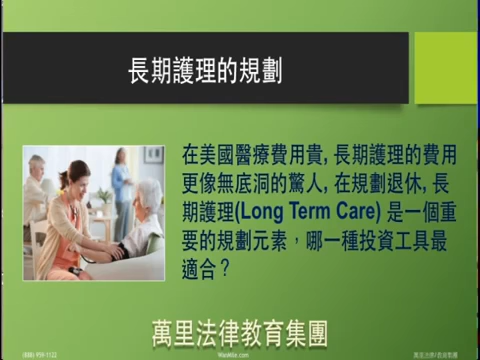 長期護理的規劃
在美國醫療費用貴, 長期護理的費用
更像無底洞的驚人, 在規劃退休, 長
期護理(Long Term Care) 是一個重
要的規劃元素，哪一種投資工具最
適合？
萬里法律教育集團